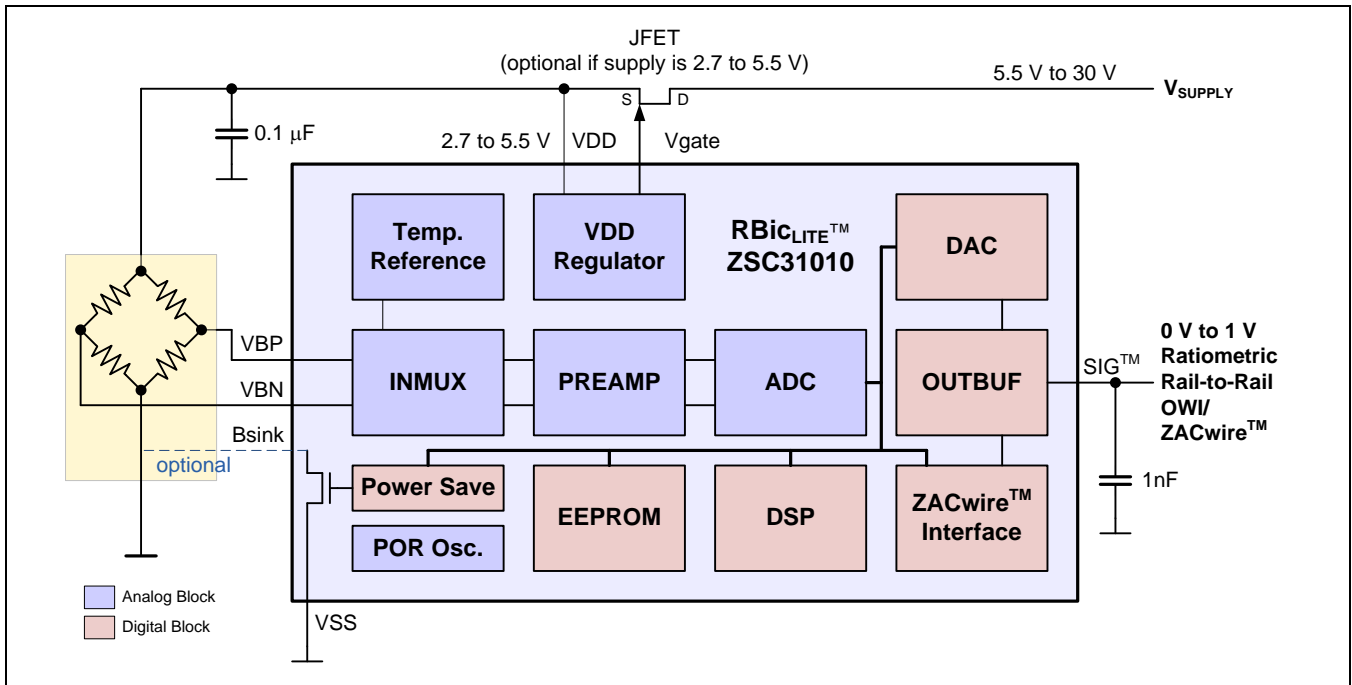 JFET
(optional if supply is 2.7 to 5.5 V)
5.5 V to 30 V
VSUPPLY
S
D
0.1 μF
2.7 to 5.5 V
VDD
Vgate
Temp.
Reference
VDD
Regulator
RBicLITE™
ZSC31010
DAC
VBP
VBN
INMUX
PREAMP
ADC
OUTBUF
SIG™
0 V to 1 V
Ratiometric
Rail-to-Rail
OWI/
ZACwire™
Bsink
optional
Power Save
POR Osc.
EEPROM
DSP
ZACwire™
Interface
1nF
Analog Block
Digital Block
VSS